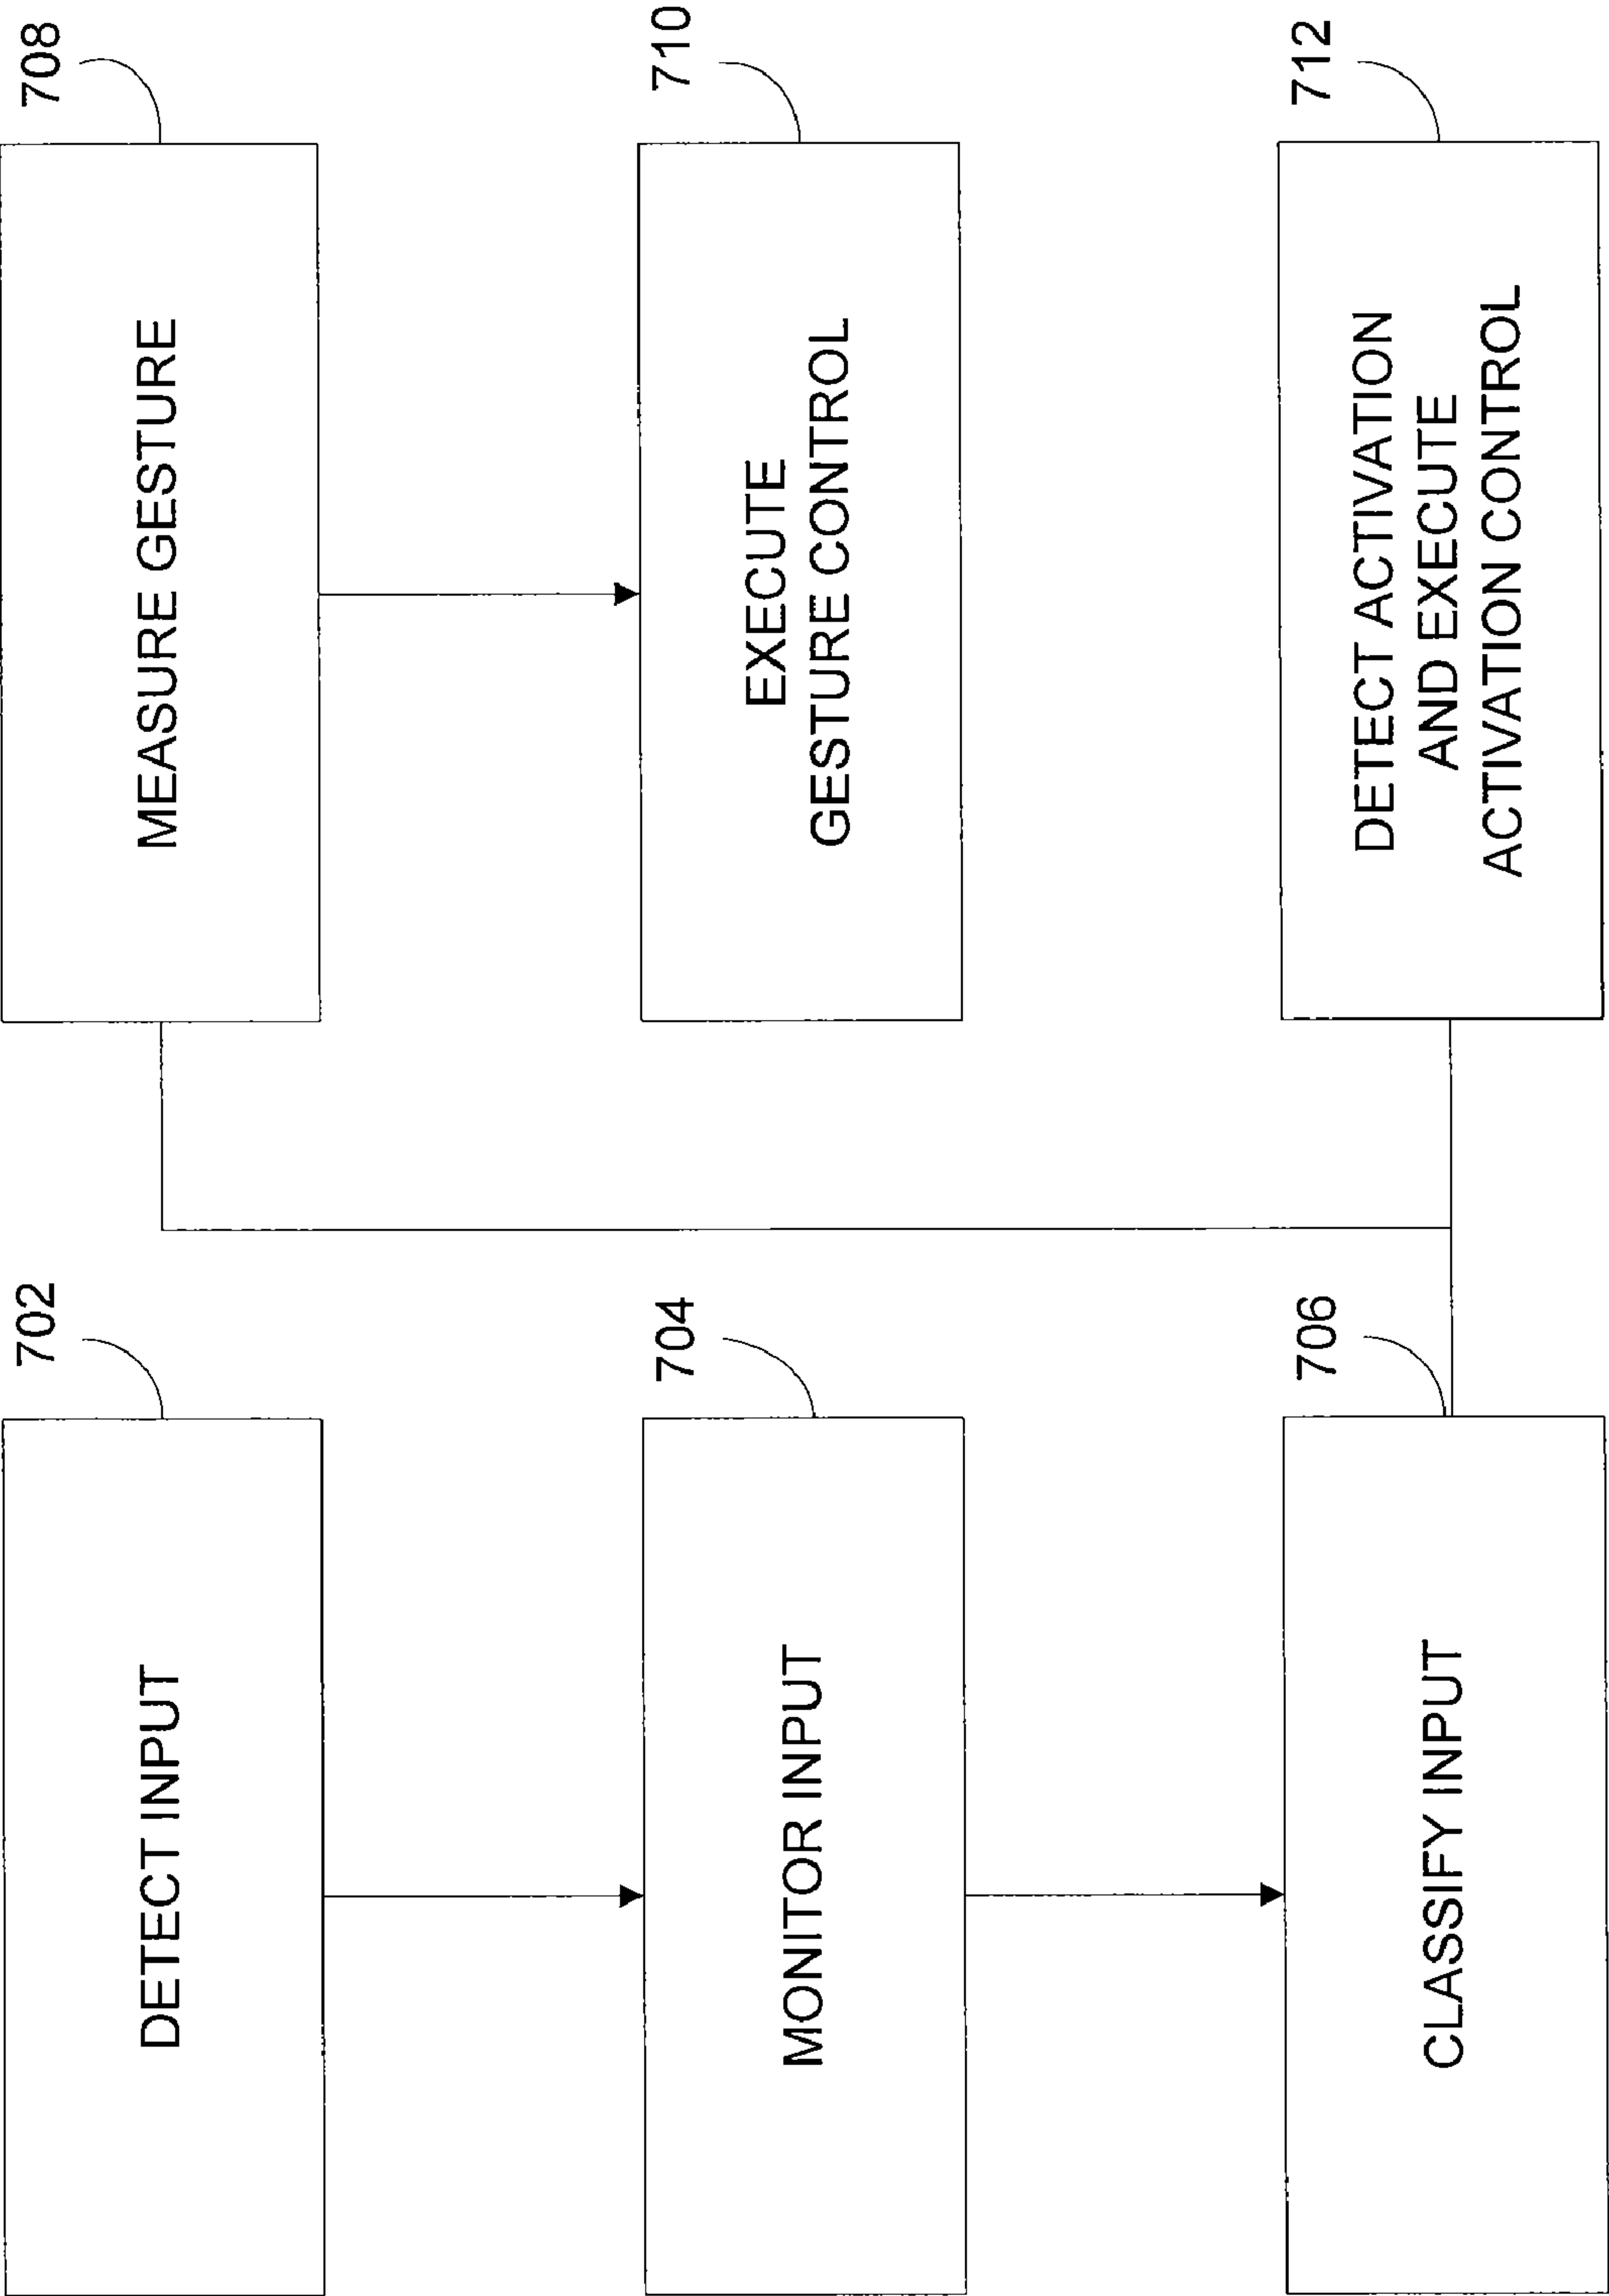 702
DETECT INPUT
704
MONITOR INPUT
706
CLASSIFY INPUT
708
MEASURE GESTURE
710
EXECUTE
GESTURE CONTROL
712
DETECT ACTIVATION
AND EXECUTE
ACTIVATION CONTROL